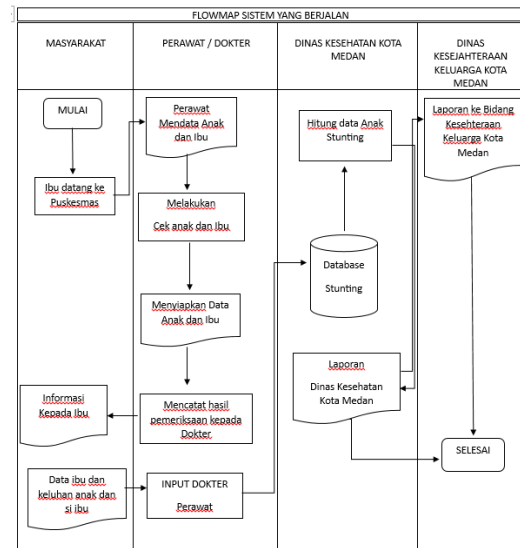 FLOWMAP SISTEM YANG BERJALAN
MASYARAKAT
PERAWAT / DOKTER
DINAS KESEHATAN KOTA
MEDAN
DINAS
KESEJAHTERAAN
KELUARGA KOTA
MEDAN
MULAI
Ibu datang ke
Puskesmas
Informasi
Kepada Ibu
Data ibu dan
keluhan anak dan
si ibu
Perawat
Mendata Anak
dan Ibu
Melakukan
Cek anak dan Ibu
Menyiapkan Data
Anak dan Ibu
Mencatat hasil
pemeriksaan kepada
Dokter
INPUT DOKTER
Perawat
Hitung data Anak
Stunting
Database
Stunting
Laporan
Dinas Kesehatan
Kota Medan
Laporan ke Bidang
Kesehteraan
Keluarga Kota
Medan
SELESAI